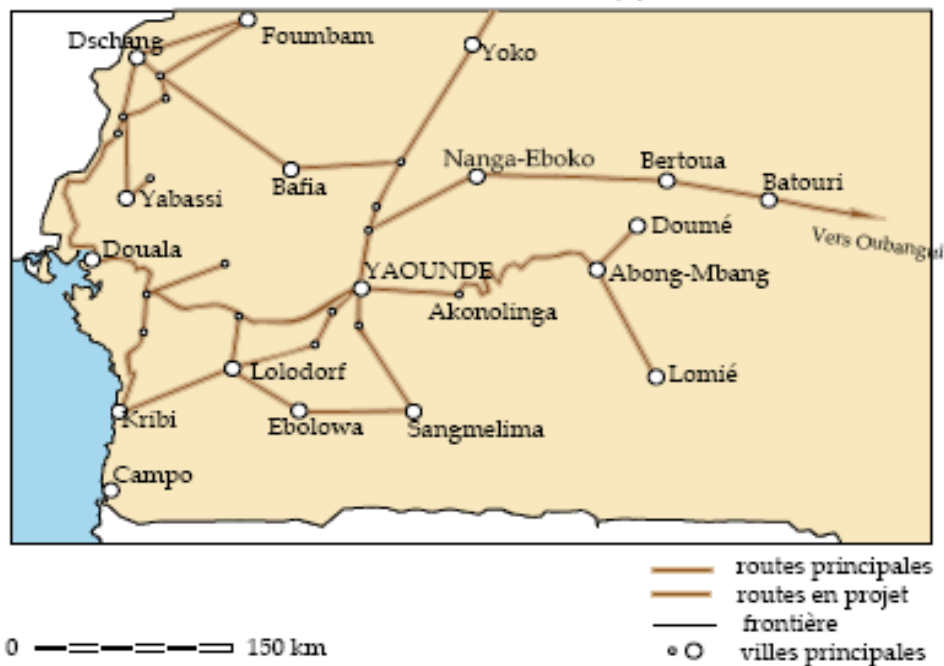 Foumbam
Dschang
Yoko
Nanga-Eboko
Bertoua
Bafia
Batouri
Yabassi
Doumé
Vers Oubangui
Douala
YAOUNDE
Abong-Mbang
Akonolinga
Lolodorf
Lomié
Kribi
Ebolowa
Sangmelima
Campo
routes principales
routes en projet
frontière
0 150 km
villes principales